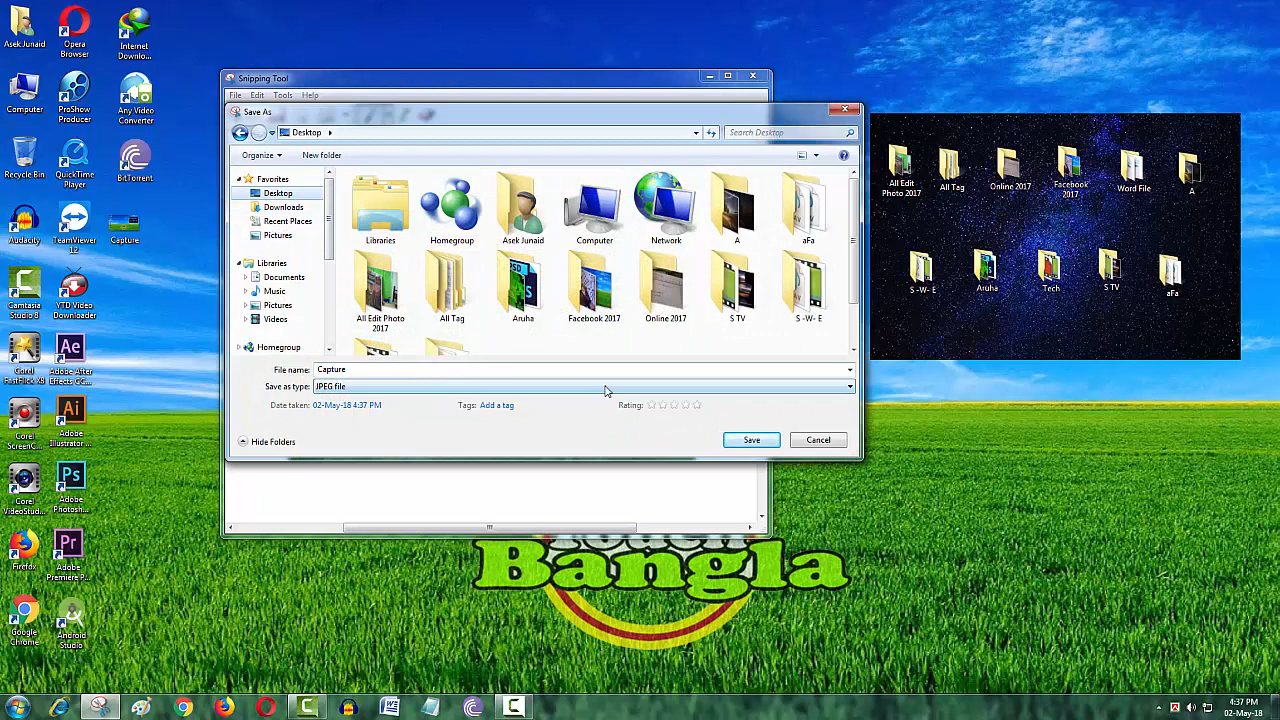 Asek Junaid
Opera
Browser
Internet
Downlo...
Computer
ProShow
Producer
Any Video
Converter
Recycle Bin
QuickTime
Player
BitTorrent
Audacity
TeamViewer
12
Capture
Camtasia
Studio 8
YTD Video
Downloader
Corel
FastFlick X8
Adobe After
Effects CC...
Corel
ScreenC...
Adobe
Illustrator ...
Corel
VideoStud...
Adobe
Photosh...
Firefox
Adobe
Premiere P...
Google
Chrome
Android
Studio
Snipping Tool
File Edit Tools Help
Save As
Desktop
Search Desktop
Organize
New folder
Favorites
Desktop
Downloads
Recent Places
Pictures
Libraries
Documents
Music
Pictures
Videos
Homegroup
Libraries Homegroup Asek Junaid Computer Network A aFa
All Edit Photo
2017
All Tag Aruha Facebook 2017 Online 2017 S TV S -W- E
File name: Capture
Save as type: JPEG file
Date taken: 02-May-18 4:37 PM
Tags: Add a tag
Rating:
Hide Folders
Save
Cancel
All Edit
Photo 2017
All Tag
Online 2017
Facebook
2017
Word File
A
S -W- E
Aruha
Tech
S TV
aFa
Bangla
4:37 PM
02-May-18